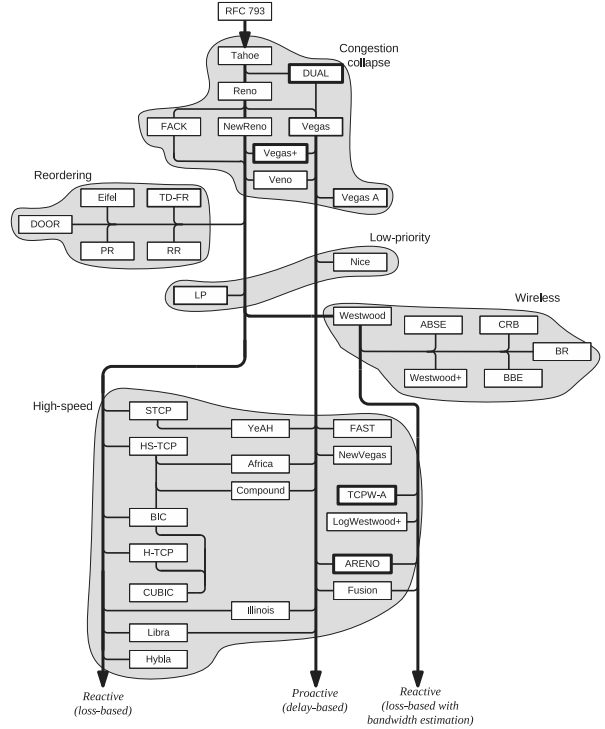 RFC 793
Tahoe
Congestion
collapse
DUAL
Reno
FACK
NewReno
Vegas
Vegas+
Veno
Reordering
Eifel
TD-FR
Vegas A
DOOR
PR
RR
Low-priority
Nice
LP
Wireless
Westwood
ABSE
CRB
BR
Westwood+
BBE
High-speed
STCP
YeAH
FAST
HS-TCP
NewVegas
Africa
Compound
TCPW-A
BIC
LogWestwood+
H-TCP
ARENO
CUBIC
Fusion
Illinois
Libra
Hybla
Reactive
(loss-based)
Proactive
(delay-based)
Reactive
(loss-based with
bandwidth estimation)